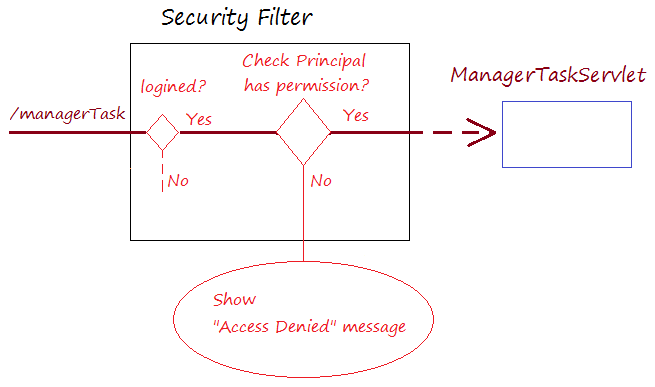 Security Filter
Check Principal
has permission?
logined?
ManagerTaskServlet
/managerTask
Yes
Yes
No
No
Show
"Access Denied" message